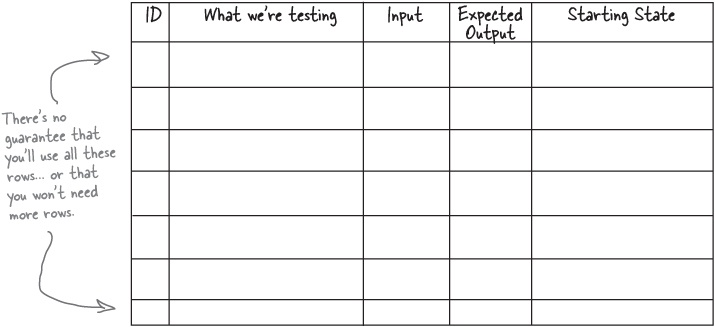 ID What we're testing Input Expected Output Starting State
There's no
guarantee that
you'll use all these
rows... or that
you won't need
more rows.